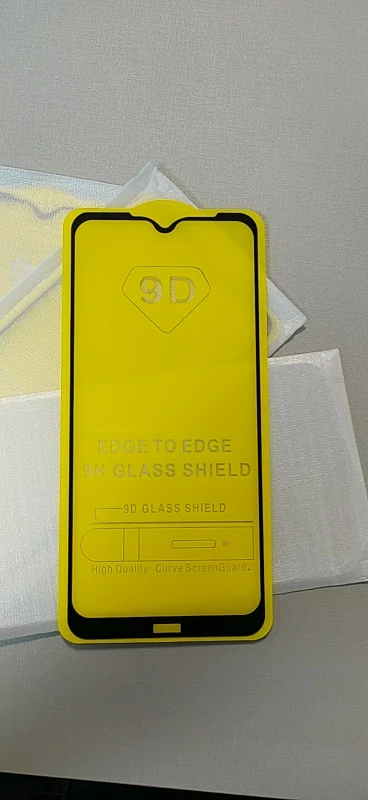 9D
EDGE TO EDGE
9H GLASS SHIELD
9D GLASS SHIELD
High Quality Curve ScreenGuard.